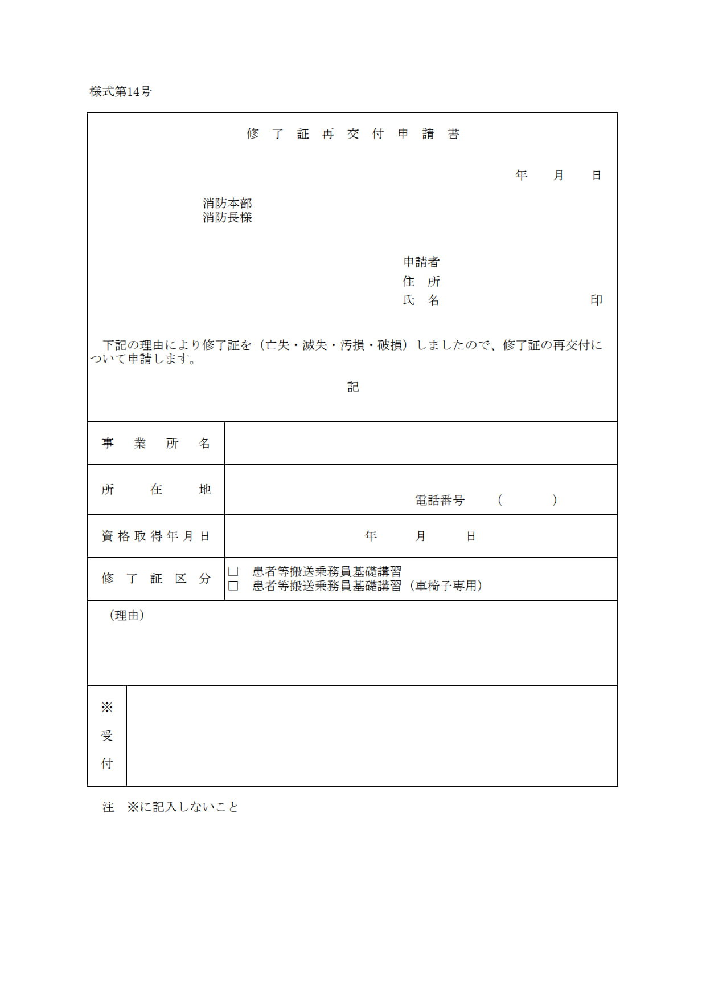 様式第14号
修了証再交付申請書
年　月　日
消防本部
消防長様
申請者
住　所
氏　名　印
下記の理由により修了証を（亡失・滅失・汚損・破損）しましたので、修了証の再交付に
ついて申請します。
記
事業所名
所在地
電話番号　（　　）
資格取得年月日
年　月　日
修了証区分
□　患者等搬送乗務員基礎講習
□　患者等搬送乗務員基礎講習（車椅子専用）
（理由）
※
受
付
注　※に記入しないこと